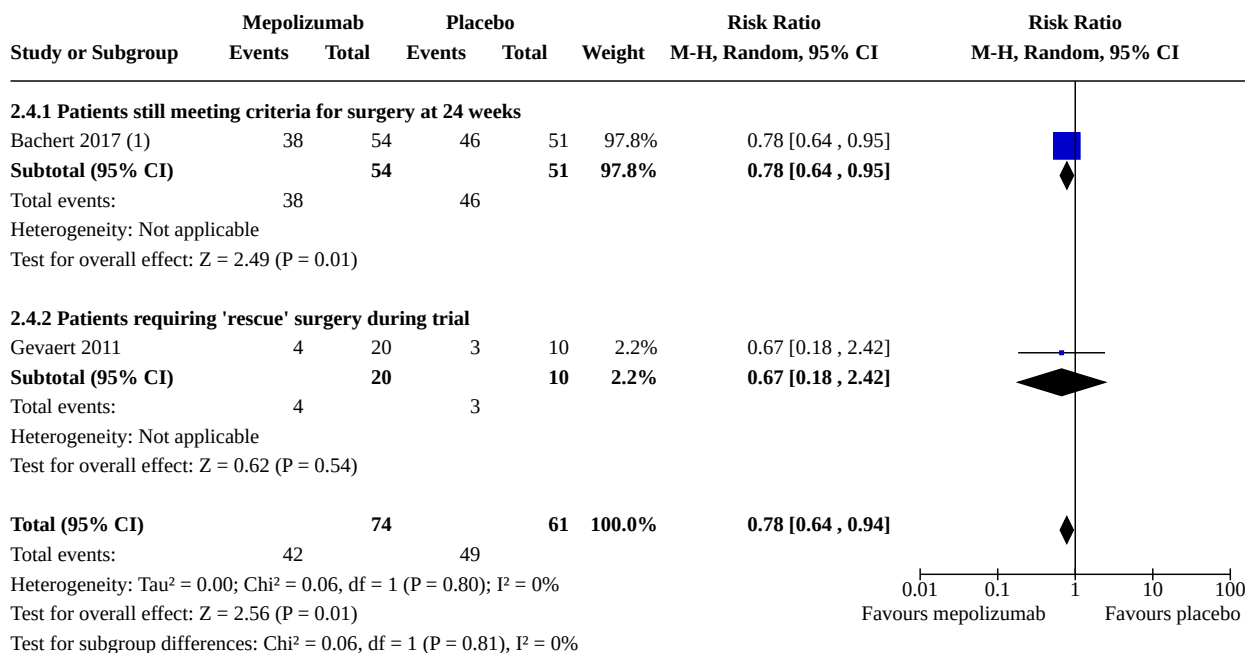 Mepolizumab Placebo Risk Ratio Risk Ratio
Study or Subgroup Events Total Events Total Weight M-H, Random, 95% CI M-H, Random, 95% CI
2.4.1 Patients still meeting criteria for surgery at 24 weeks
Bachert 2017 (1) 38 54 46 51 97.8% 0.78 [0.64 , 0.95]
Subtotal (95% CI) 54 51 97.8% 0.78 [0.64 , 0.95]
Total events: 38 46
Heterogeneity: Not applicable
Test for overall effect: Z = 2.49 (P = 0.01)
2.4.2 Patients requiring 'rescue' surgery during trial
Gevaert 2011 4 20 3 10 2.2% 0.67 [0.18 , 2.42]
Subtotal (95% CI) 20 10 2.2% 0.67 [0.18 , 2.42]
Total events: 4 3
Heterogeneity: Not applicable
Test for overall effect: Z = 0.62 (P = 0.54)
Total (95% CI) 74 61 100.0% 0.78 [0.64 , 0.94]
Total events: 42 49
Heterogeneity: Tau² = 0.00; Chi² = 0.06, df = 1 (P = 0.80); I² = 0% 0.01 0.1 1 10 100
Test for overall effect: Z = 2.56 (P = 0.01) Favours mepolizumab Favours placebo
Test for subgroup differences: Chi² = 0.06, df = 1 (P = 0.81), I² = 0%